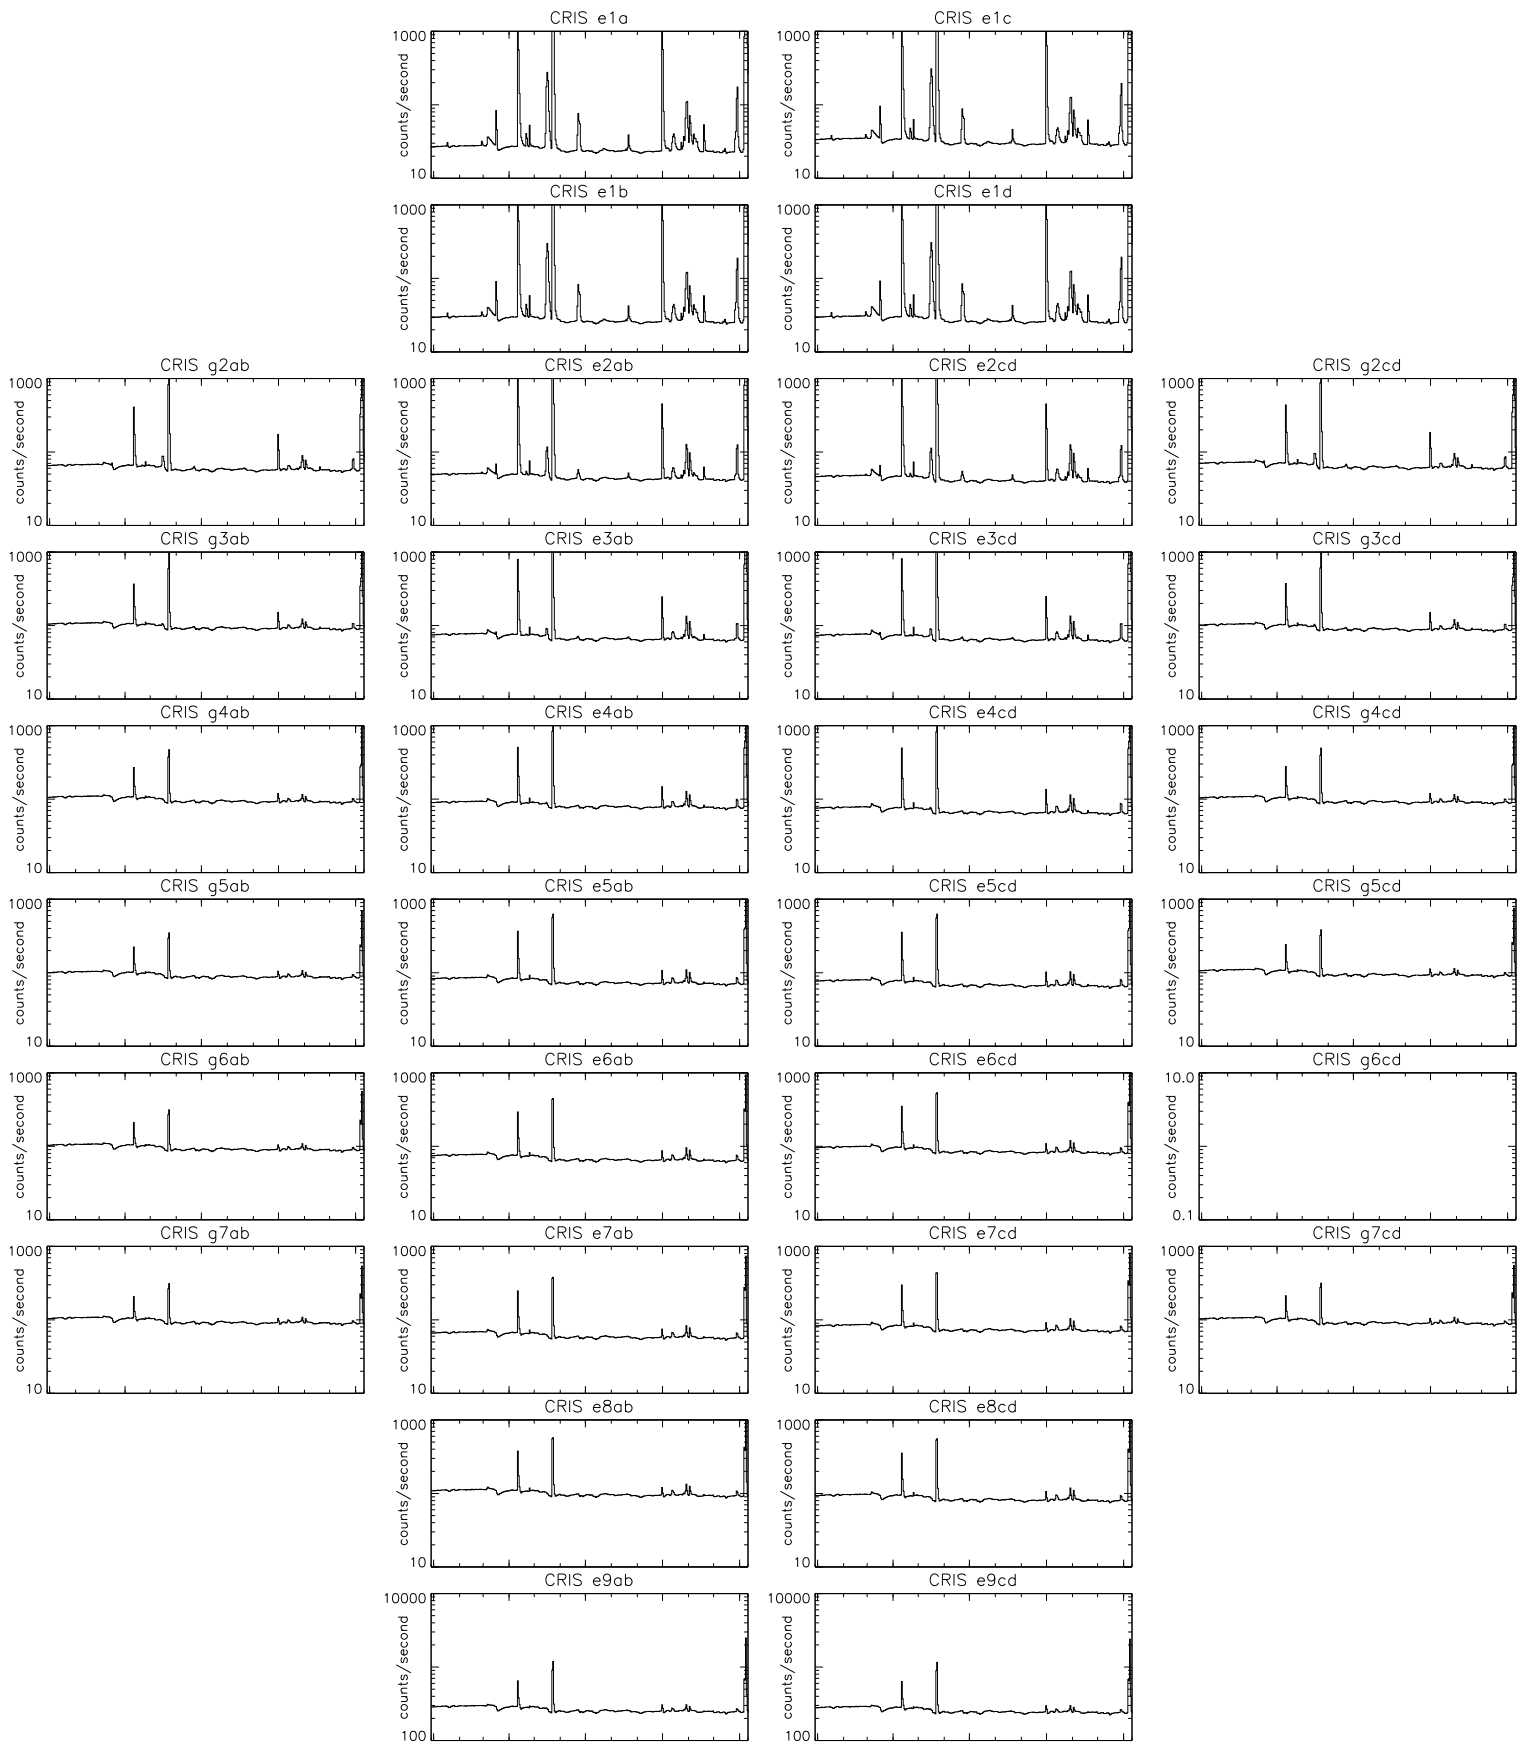 CRIS e1a
CRIS e1c
1000
counts/second
10
1000
counts/second
10
CRIS e1b
CRIS e1d
1000
counts/second
10
1000
counts/second
10
CRIS g2ab
CRIS e2ab
CRIS e2cd
CRIS g2cd
1000
counts/second
10
1000
counts/second
10
1000
counts/second
10
1000
counts/second
10
CRIS g3ab
CRIS e3ab
CRIS e3cd
CRIS g3cd
1000
counts/second
10
1000
counts/second
10
1000
counts/second
10
1000
counts/second
10
CRIS g4ab
CRIS e4ab
CRIS e4cd
CRIS g4cd
1000
counts/second
10
1000
counts/second
10
1000
counts/second
10
1000
counts/second
10
CRIS g5ab
CRIS e5ab
CRIS e5cd
CRIS g5cd
1000
counts/second
10
1000
counts/second
10
1000
counts/second
10
1000
counts/second
10
CRIS g6ab
CRIS e6ab
CRIS e6cd
CRIS g6cd
1000
counts/second
10
1000
counts/second
10
1000
counts/second
10
10.0
counts/second
0.1
CRIS g7ab
CRIS e7ab
CRIS e7cd
CRIS g7cd
1000
counts/second
10
1000
counts/second
10
1000
counts/second
10
1000
counts/second
10
CRIS e8ab
CRIS e8cd
1000
counts/second
10
1000
counts/second
10
CRIS e9ab
CRIS e9cd
10000
counts/second
100
10000
counts/second
100